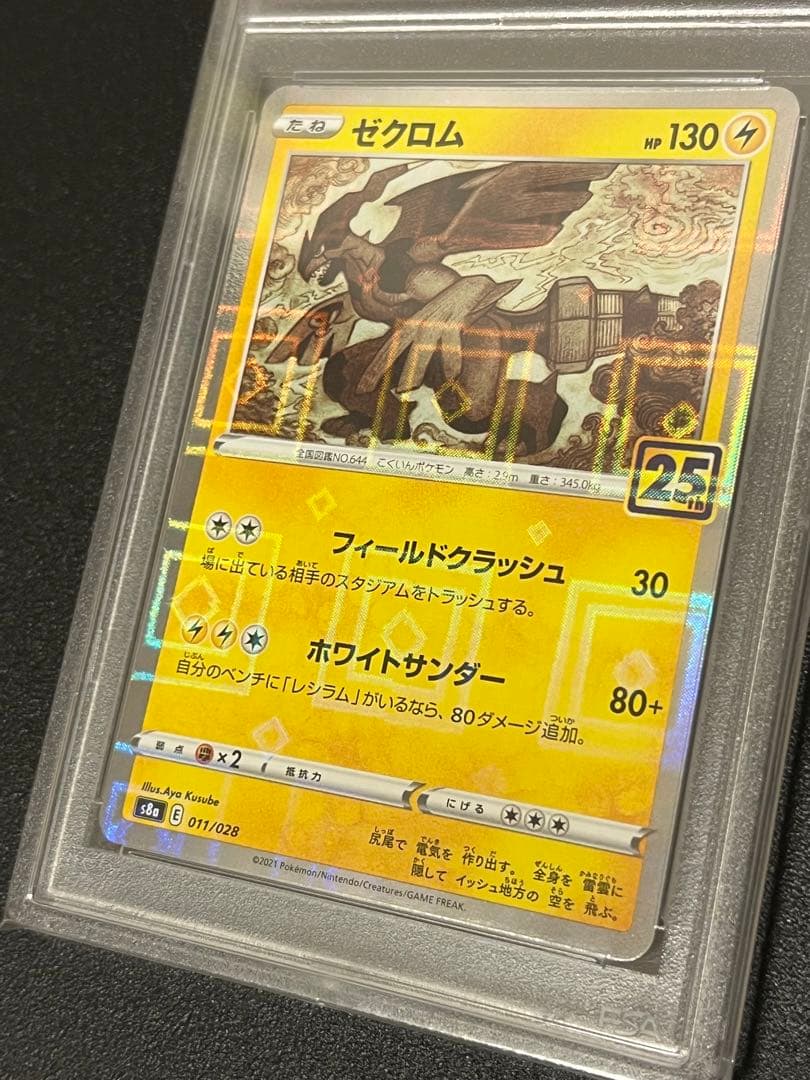 たね ゼクロム HP 130
全国図鑑NO.644 こくいんポケモン 高さ:2.9m 重さ:345.0kg
25th
フィールドクラッシュ 30
場に出ている相手のスタジアムをトラッシュする。
ホワイトサンダー 80+
自分のベンチに「レシラム」がいるなら、80ダメージ追加。
弱点 ×2 抵抗力 にげる
Illus.Aya Kusube
s8a E 011/028
尻尾で 電気を 作り出す。 全身を 雷雲に
隠して イッシュ地方の 空を 飛ぶ。
©2021 Pokémon/Nintendo/Creatures/GAME FREAK.